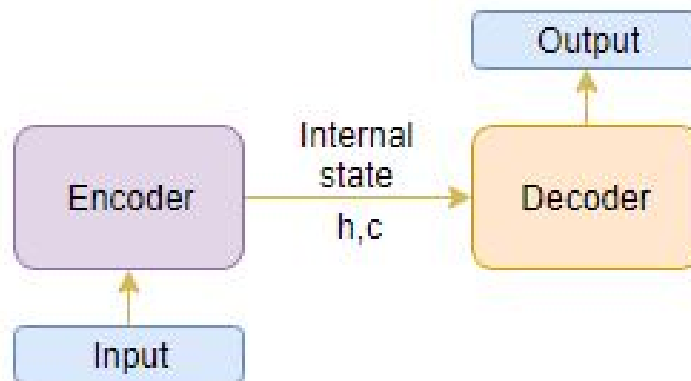 Output
Internal
state
Encoder
Decoder
h,c
Input